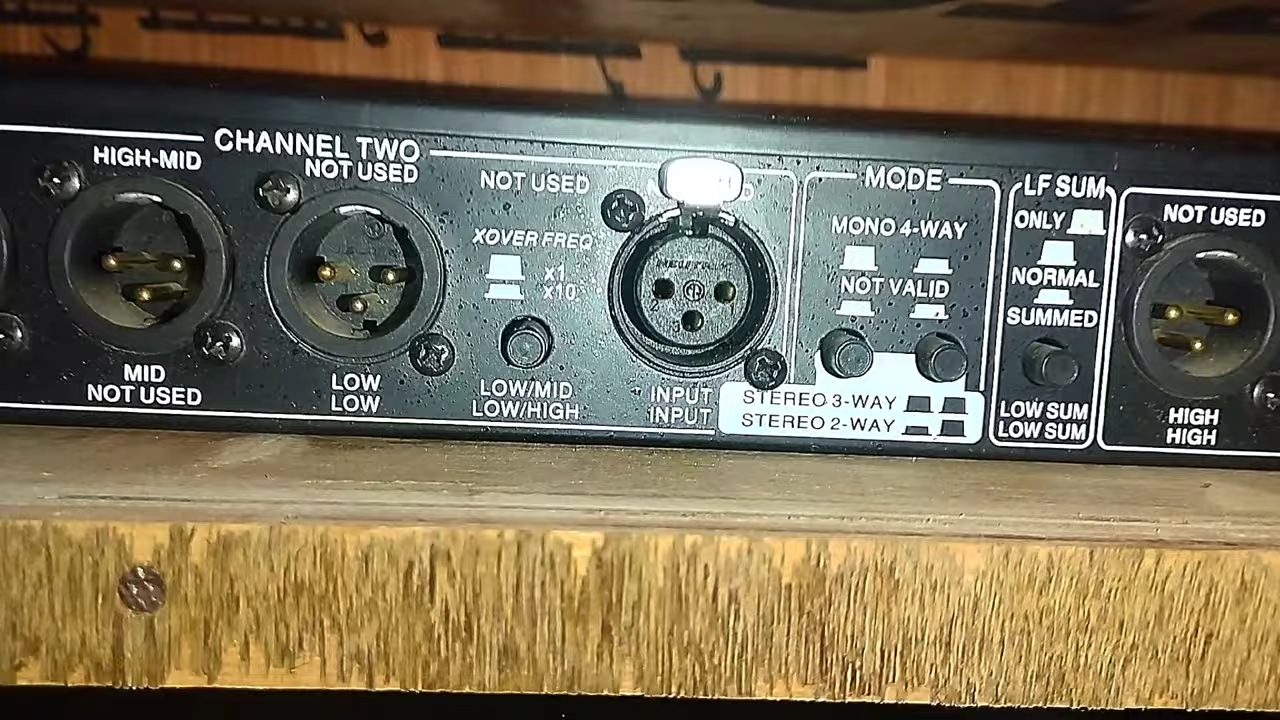 CHANNEL TWO
HIGH-MID
NOT USED
NOT USED
XOVER FREQ
x1
x10
MID
NOT USED
LOW
LOW
LOW/MID
LOW/HIGH
INPUT
INPUT
MODE
MONO 4-WAY
NOT VALID
STEREO 3-WAY
STEREO 2-WAY
LF SUM
ONLY
NORMAL
SUMMED
LOW SUM
LOW SUM
NOT USED
HIGH
HIGH